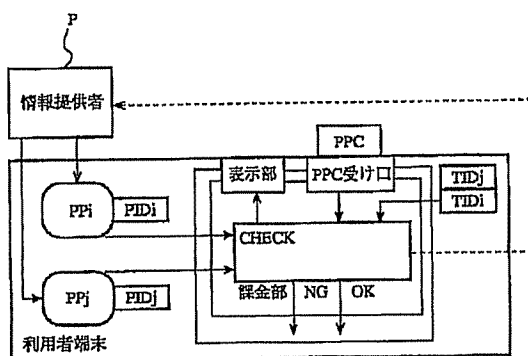 P
情報提供者
PPC
表示部
PPC受け口
TIDj
TIDi
PPi
PIDi
CHECK
PPj
PIDj
課金部
NG
OK
利用者端末